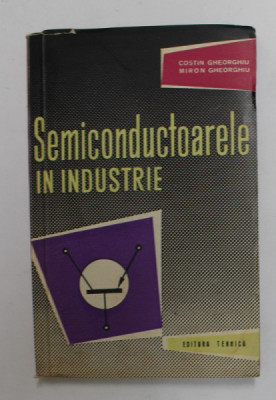 COSTIN GHEORGHIU
MIRON GHEORGHIU
Semiconductoarele
IN INDUSTRIE
EDITURA TEHNICĂ